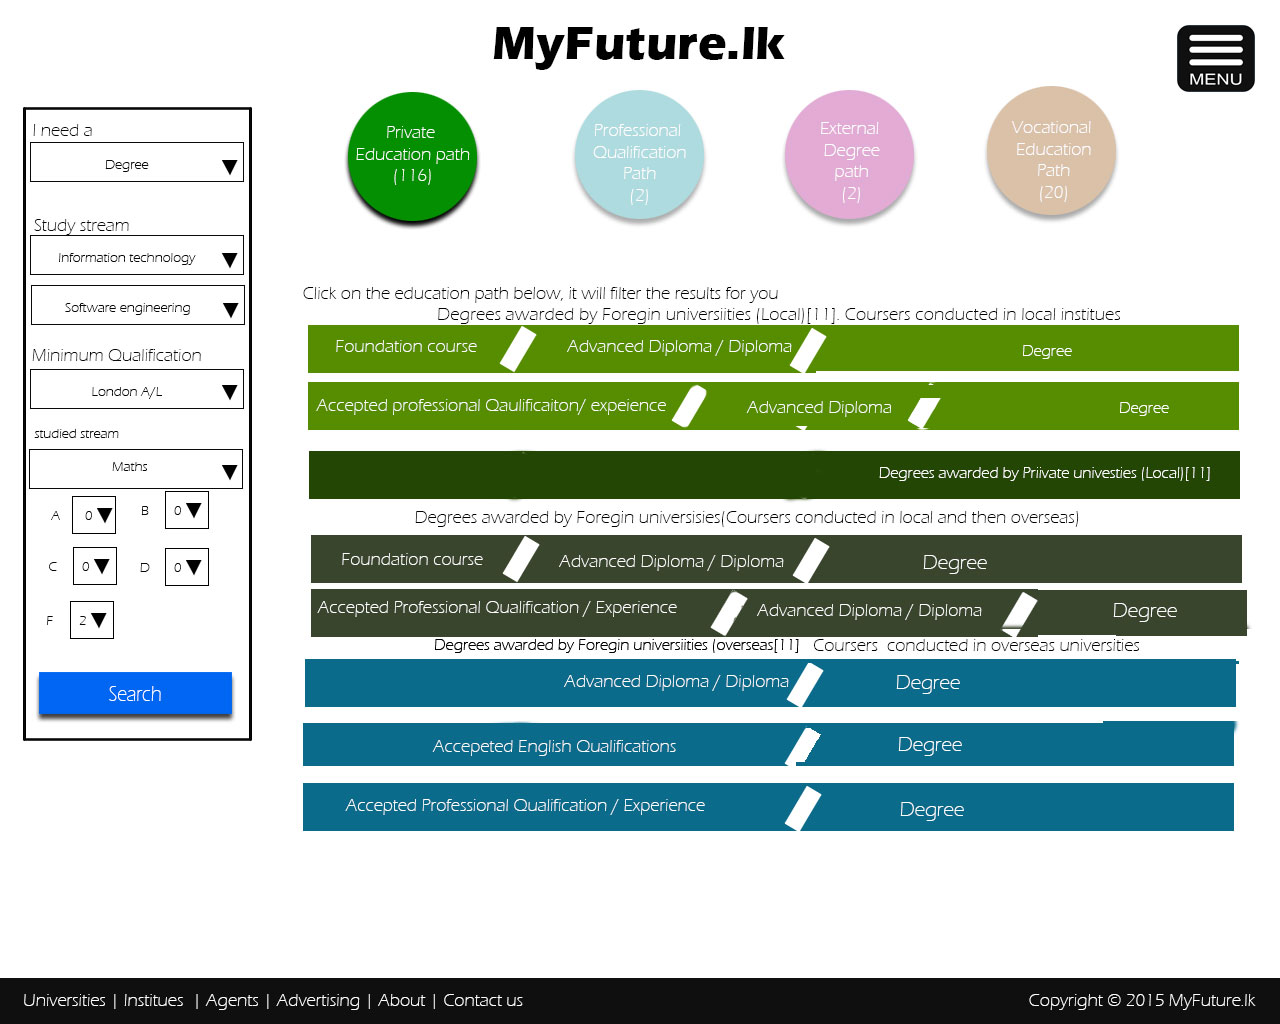 MyFuture.lk
MENU
Private
Education path
(116)
Professional
Qualification
Path
(2)
External
Degree
path
(2)
Vocational
Education
Path
(20)
I need a
Degree
Study stream
Information technology
Software engineering
Minimum Qualification
London A/L
studied stream
Maths
A 0 B 0
C 0 D 0
F 2
Search
Click on the education path below, it will filter the results for you
Degrees awarded by Foregin universiities (Local)[11]. Coursers conducted in local institues
Foundation course Advanced Diploma / Diploma Degree
Accepted professional Qaulificaiton/ expeience Advanced Diploma Degree
Degrees awarded by Priivate univesties (Local)[11]
Degrees awarded by Foregin universisies(Coursers conducted in local and then overseas)
Foundation course Advanced Diploma / Diploma Degree
Accepted Professional Qualification / Experience Advanced Diploma / Diploma Degree
Degrees awarded by Foregin universiities (overseas[11] Coursers conducted in overseas universities
Advanced Diploma / Diploma Degree
Accepeted English Qualifications Degree
Accepted Professional Qualification / Experience Degree
Universities | Institues | Agents | Advertising | About | Contact us
Copyright © 2015 MyFuture.lk